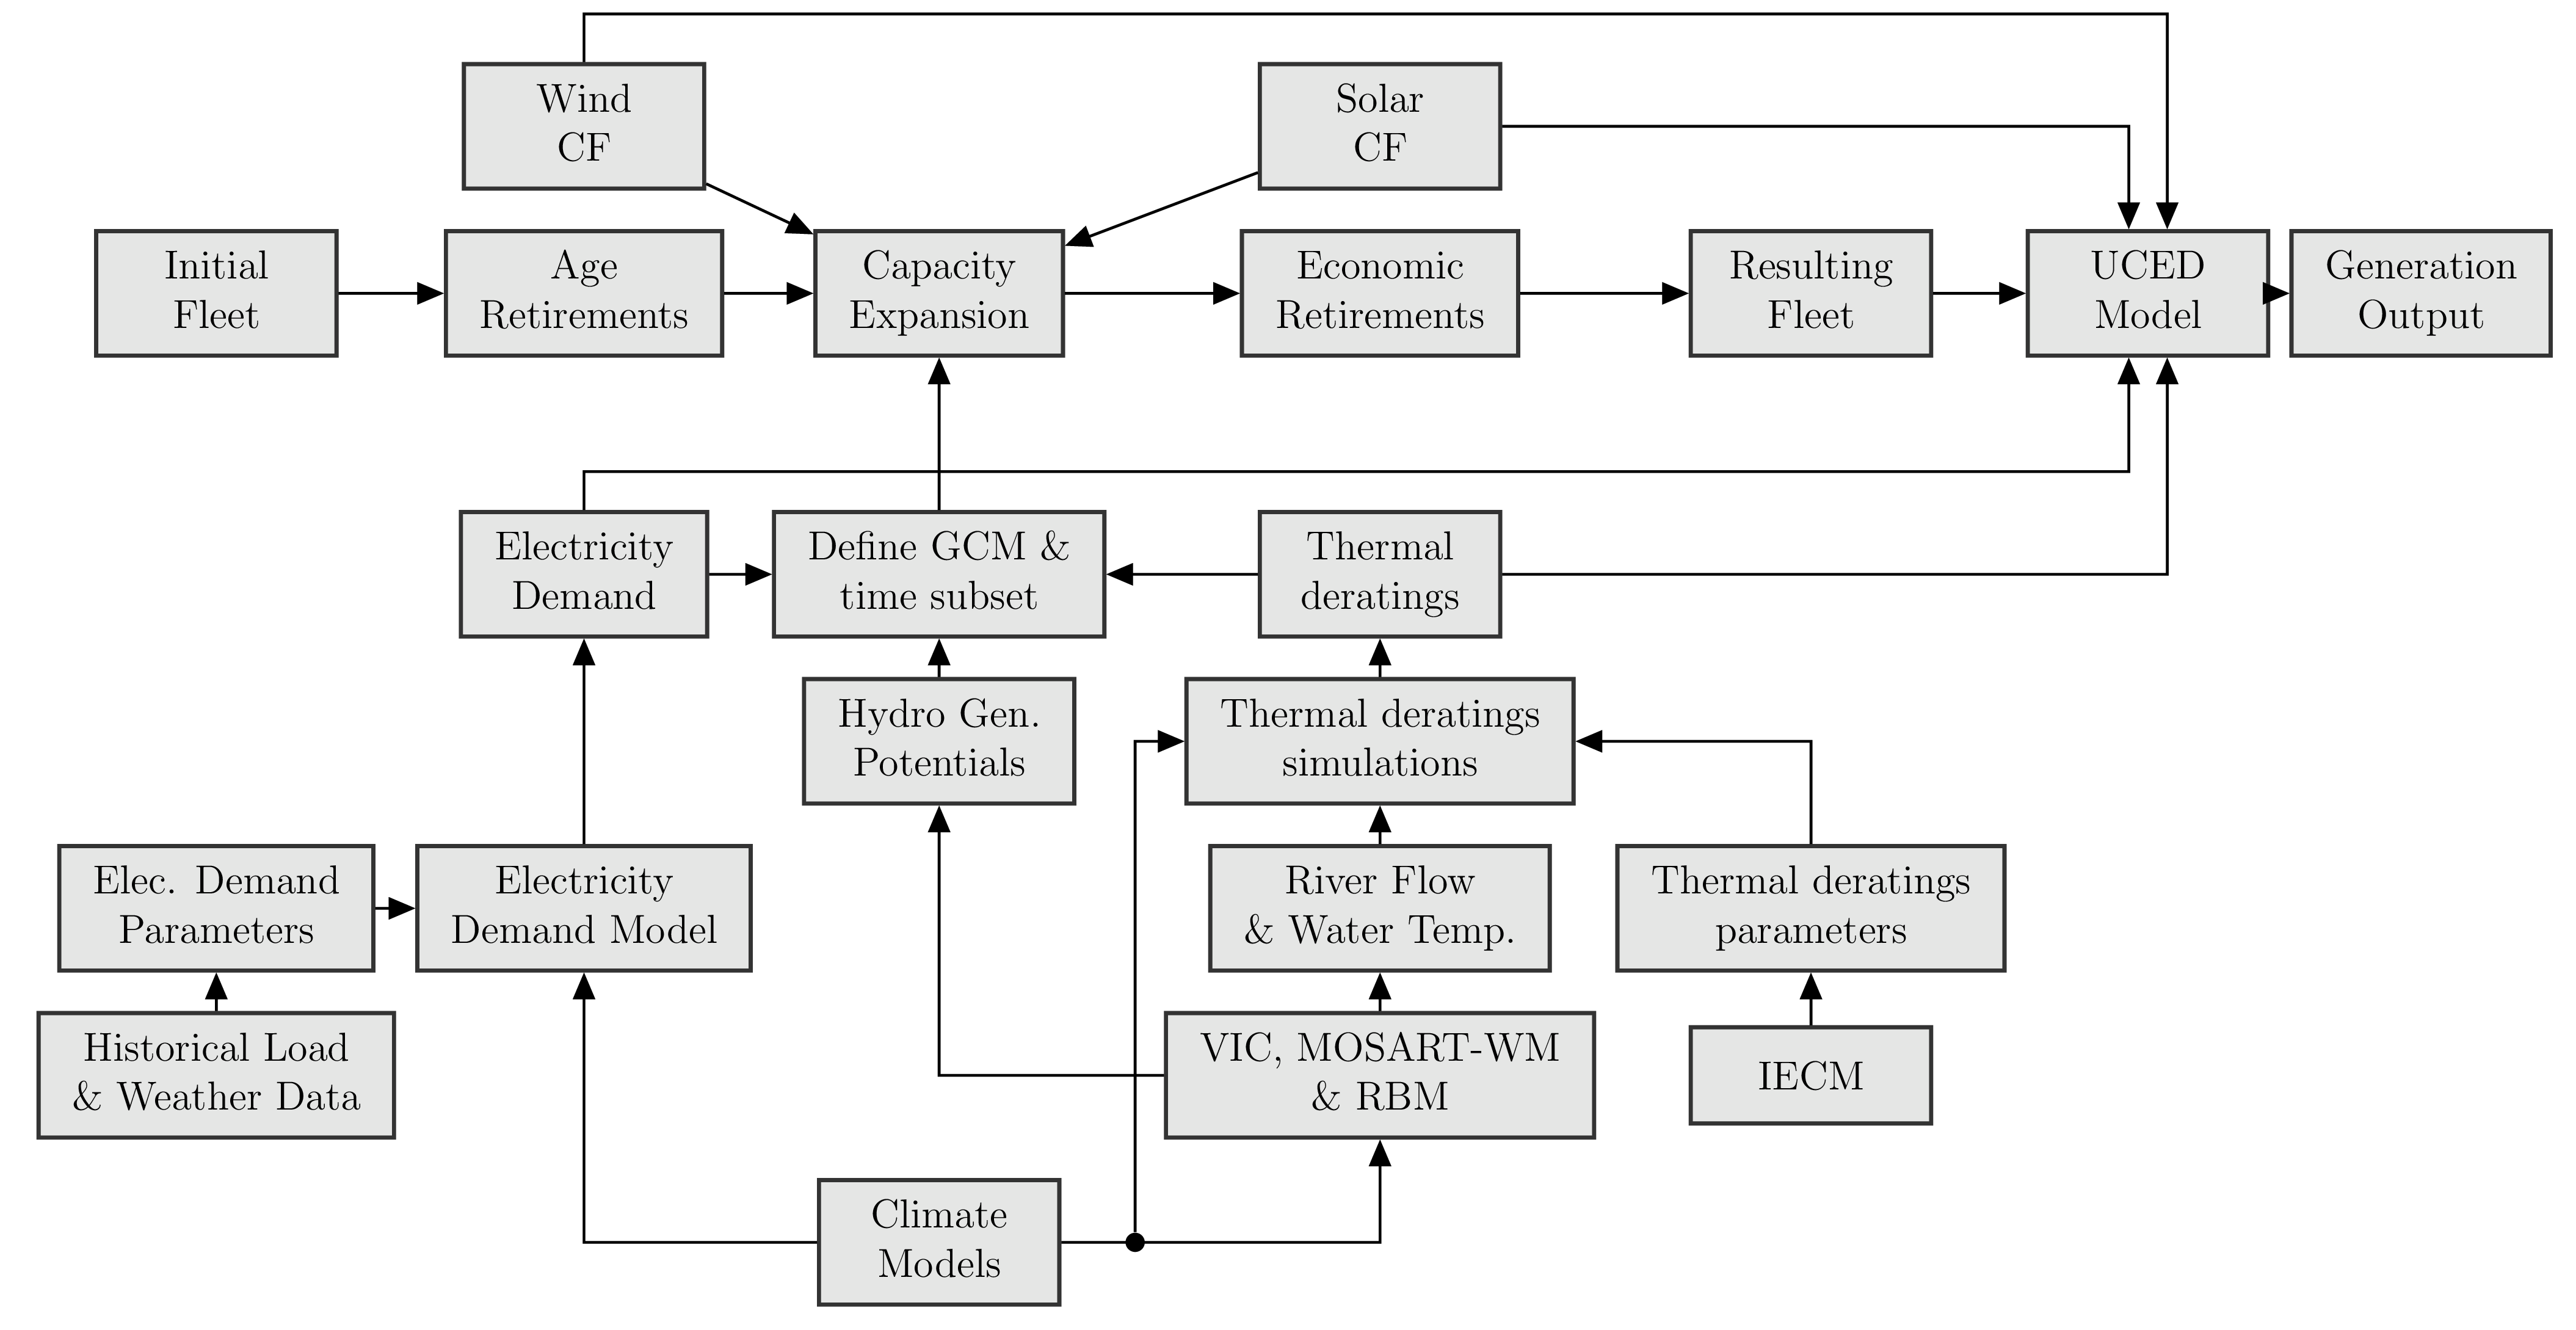 Wind
CF
Solar
CF
Initial
Fleet
Age
Retirements
Capacity
Expansion
Economic
Retirements
Resulting
Fleet
UCED
Model
Generation
Output
Electricity
Demand
Define GCM &
time subset
Thermal
deratings
Hydro Gen.
Potentials
Thermal deratings
simulations
Elec. Demand
Parameters
Electricity
Demand Model
River Flow
& Water Temp.
Thermal deratings
parameters
Historical Load
& Weather Data
VIC, MOSART-WM
& RBM
IECM
Climate
Models